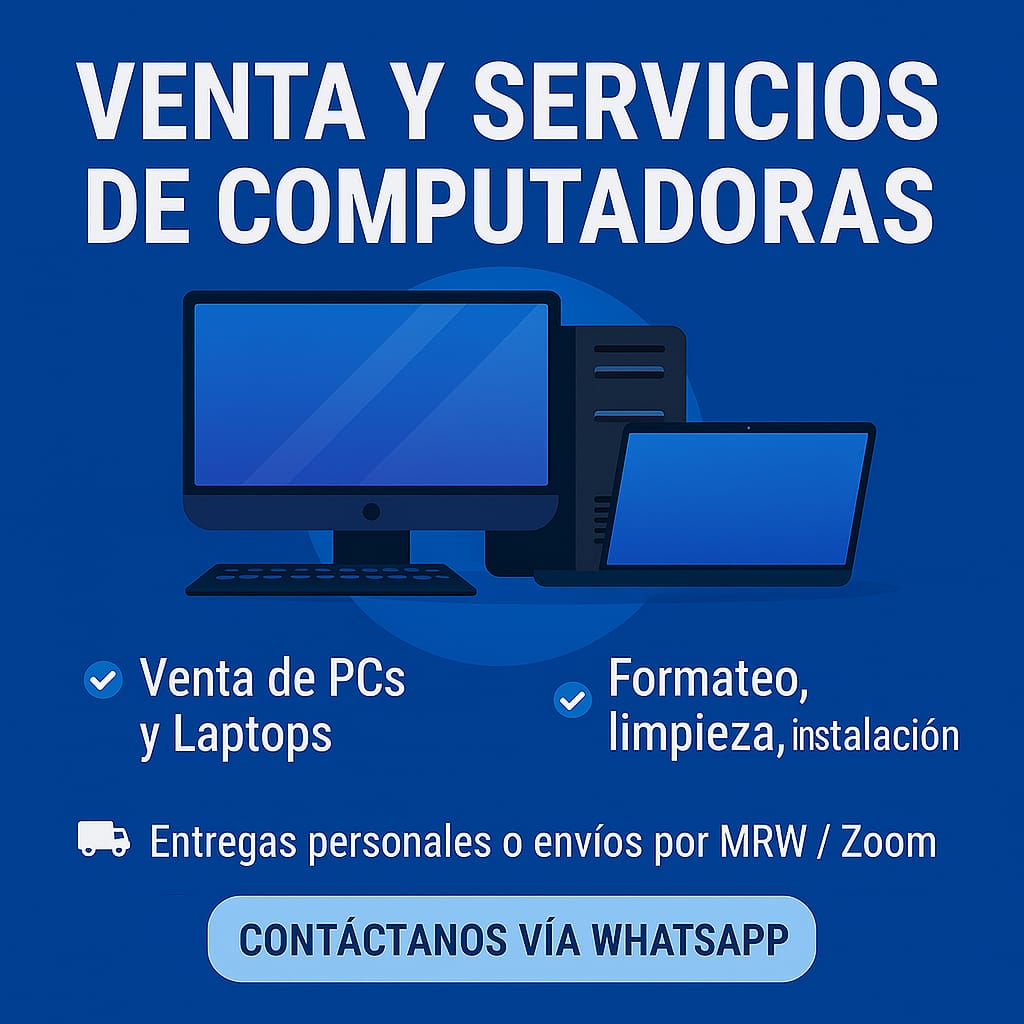 VENTA Y SERVICIOS
DE COMPUTADORAS
Venta de PCs
y Laptops
Formateo,
limpieza, instalación
Entregas personales o envíos por MRW / Zoom
CONTÁCTANOS VÍA WHATSAPP